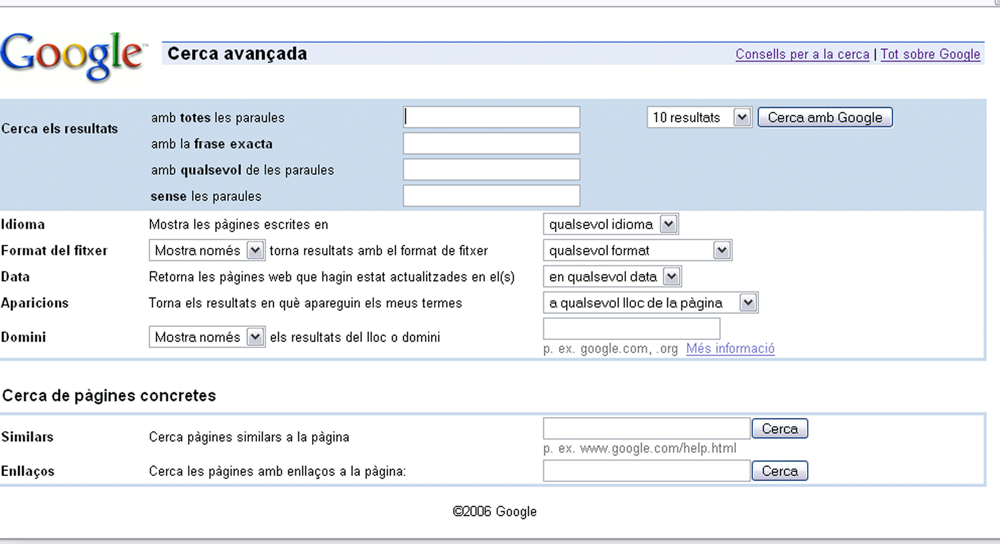 Google™
Cerca avançada
Consells per a la cerca | Tot sobre Google
Cerca els resultats
amb totes les paraules
10 resultats
Cerca amb Google
amb la frase exacta
amb qualsevol de les paraules
sense les paraules
Idioma
Mostra les pàgines escrites en
qualsevol idioma
Format del fitxer
Mostra només
torna resultats amb el format de fitxer
qualsevol format
Data
Retorna les pàgines web que hagin estat actualitzades en el(s)
en qualsevol data
Aparicions
Torna els resultats en què apareguin els meus termes
a qualsevol lloc de la pàgina
Domini
Mostra només
els resultats del lloc o domini
p. ex. google.com, .org Més informació
Cerca de pàgines concretes
Similars
Cerca pàgines similars a la pàgina
Cerca
p. ex. www.google.com/help.html
Enllaços
Cerca les pàgines amb enllaços a la pàgina:
Cerca
©2006 Google